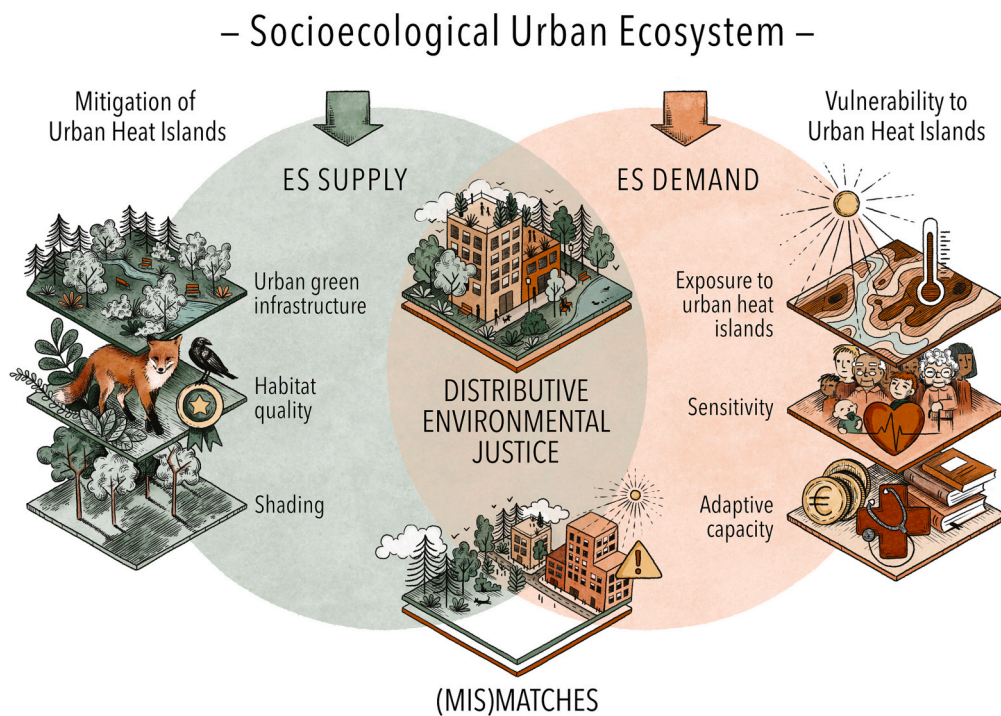 – Socioecological Urban Ecosystem –
Mitigation of
Urban Heat Islands
Vulnerability to
Urban Heat Islands
ES SUPPLY
ES DEMAND
Urban green
infrastructure
Exposure to
urban heat
islands
Habitat
quality
DISTRIBUTIVE
ENVIRONMENTAL
JUSTICE
Sensitivity
Shading
Adaptive
capacity
€
!
(MIS)MATCHES